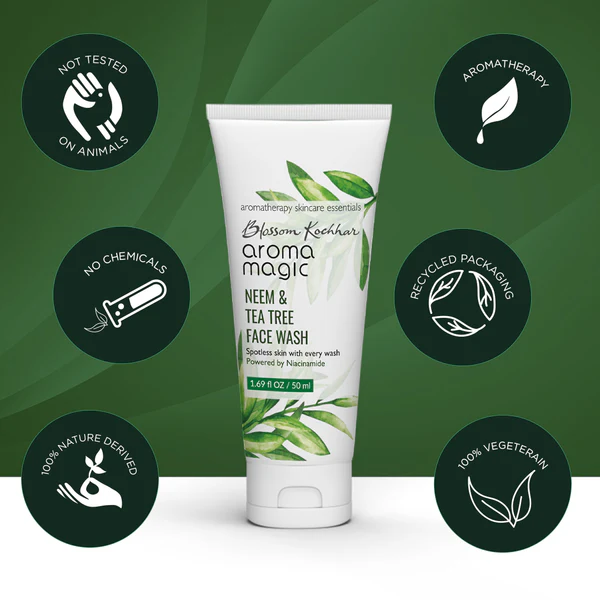 NOT TESTED
ON ANIMALS
AROMATHERAPY
NO CHEMICALS
RECYCLED PACKAGING
100% NATURE DERIVED
100% VEGETERAIN
aromatherapy skincare essentials
Blossom Kochhar
aroma
magic
NEEM &
TEA TREE
FACE WASH
Spotless skin with every wash
Powered by Niacinamide
1.69 fl OZ / 50 ml